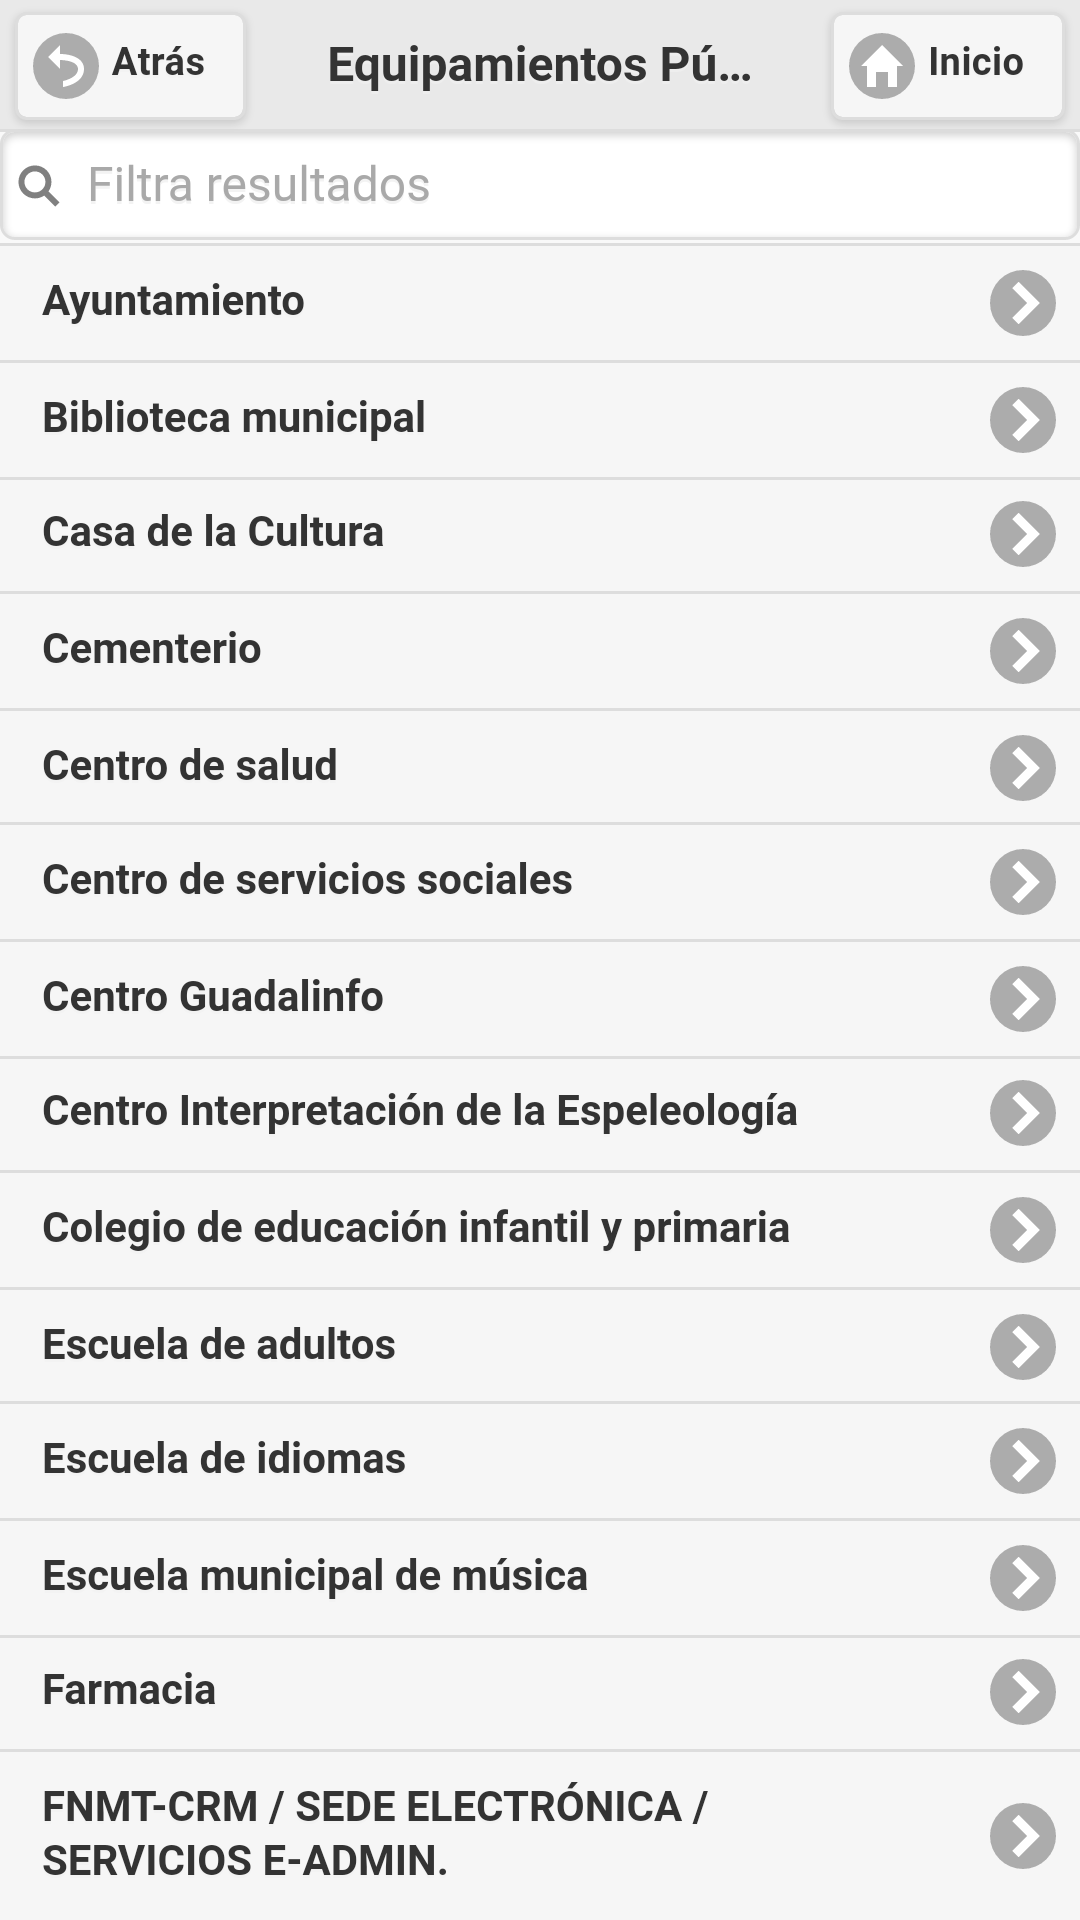 Atrás
Equipamientos Pú...
Inicio
Filtra resultados
Ayuntamiento
Biblioteca municipal
Casa de la Cultura
Cementerio
Centro de salud
Centro de servicios sociales
Centro Guadalinfo
Centro Interpretación de la Espeleología
Colegio de educación infantil y primaria
Escuela de adultos
Escuela de idiomas
Escuela municipal de música
Farmacia
FNMT-CRM / SEDE ELECTRÓNICA /
SERVICIOS E-ADMIN.